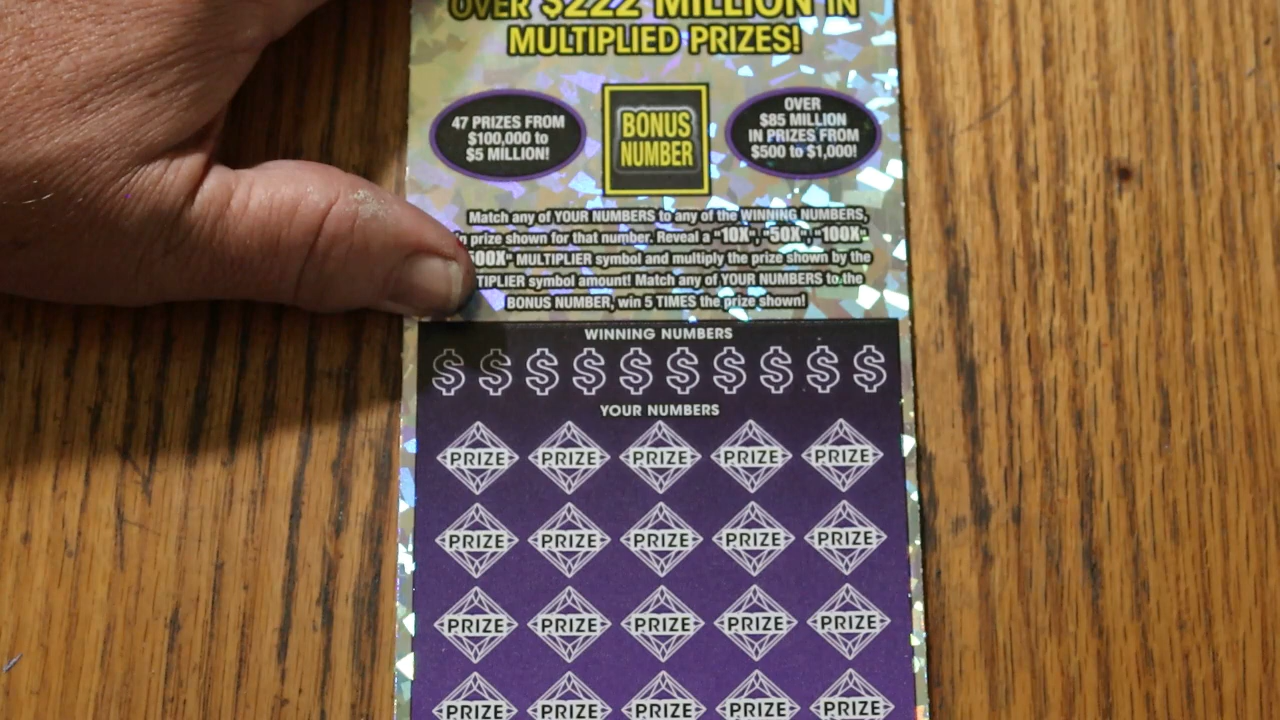 OVER $222 MILLION IN
MULTIPLIED PRIZES!
47 PRIZES FROM
$100,000 to
$5 MILLION!
BONUS
NUMBER
OVER
$85 MILLION
IN PRIZES FROM
$500 to $1,000!
Match any of YOUR NUMBERS to any of the WINNING NUMBERS,
prize shown for that number. Reveal a "10X", "50X", "100X"
MULTIPLIER symbol and multiply the prize shown by the
symbol amount! Match any of YOUR NUMBERS to the
BONUS NUMBER, win 5 TIMES the prize shown!
WINNING NUMBERS
$ $ $ $ $ $ $ $ $ $
YOUR NUMBERS
PRIZE PRIZE PRIZE PRIZE PRIZE
PRIZE PRIZE PRIZE PRIZE PRIZE
PRIZE PRIZE PRIZE PRIZE PRIZE
PRIZE PRIZE PRIZE PRIZE PRIZE